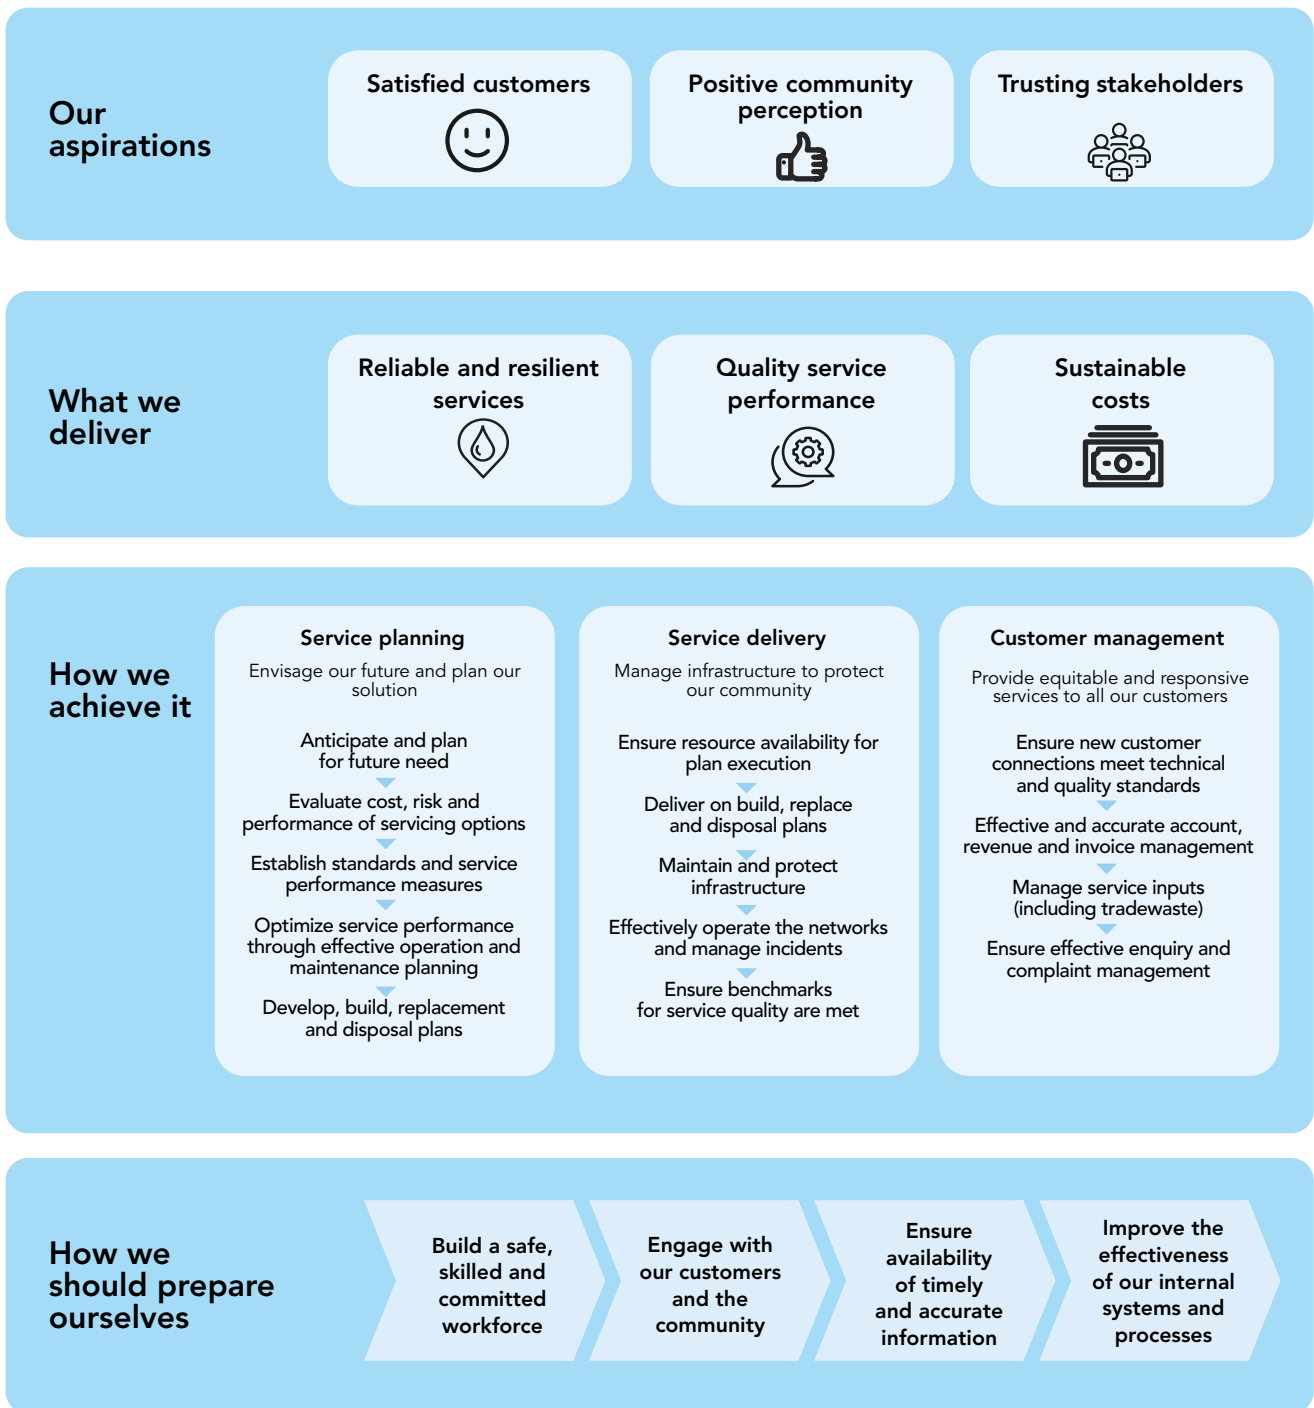 Our
aspirations
Satisfied customers
Positive community
perception
Trusting stakeholders
What we
deliver
Reliable and resilient
services
Quality service
performance
Sustainable
costs
How we
achieve it
Service planning
Envisage our future and plan our
solution
Anticipate and plan
for future need
Evaluate cost, risk and
performance of servicing options
Establish standards and service
performance measures
Optimize service performance
through effective operation and
maintenance planning
Develop, build, replacement
and disposal plans
Service delivery
Manage infrastructure to protect
our community
Ensure resource availability for
plan execution
Deliver on build, replace
and disposal plans
Maintain and protect
infrastructure
Effectively operate the networks
and manage incidents
Ensure benchmarks
for service quality are met
Customer management
Provide equitable and responsive
services to all our customers
Ensure new customer
connections meet technical
and quality standards
Effective and accurate account,
revenue and invoice management
Manage service inputs
(including tradewaste)
Ensure effective enquiry and
complaint management
How we
should prepare
ourselves
Build a safe,
skilled and
committed
workforce
Engage with
our customers
and the
community
Ensure
availability
of timely
and accurate
information
Improve the
effectiveness
of our internal
systems and
processes